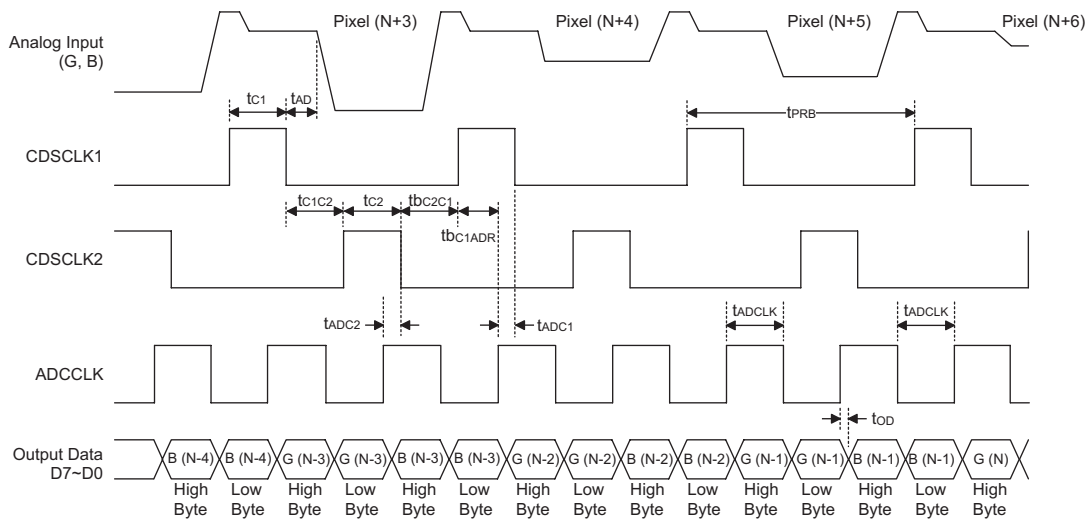 Pixel (N+3) Pixel (N+4) Pixel (N+5) Pixel (N+6)
Analog Input
(G, B)
tC1 tAD tPRB
CDSCLK1
tC1C2 tC2 tbC2C1
tbC1ADR
CDSCLK2
tADC2 tADC1 tADCLK tADCLK
ADCCLK
tOD
Output Data
D7~D0
B (N-4) B (N-4) G (N-3) G (N-3) B (N-3) B (N-3) G (N-2) G (N-2) B (N-2) B (N-2) G (N-1) G (N-1) B (N-1) B (N-1) G (N)
High Low High Low High Low High Low High Low High Low High Low High
Byte Byte Byte Byte Byte Byte Byte Byte Byte Byte Byte Byte Byte Byte Byte